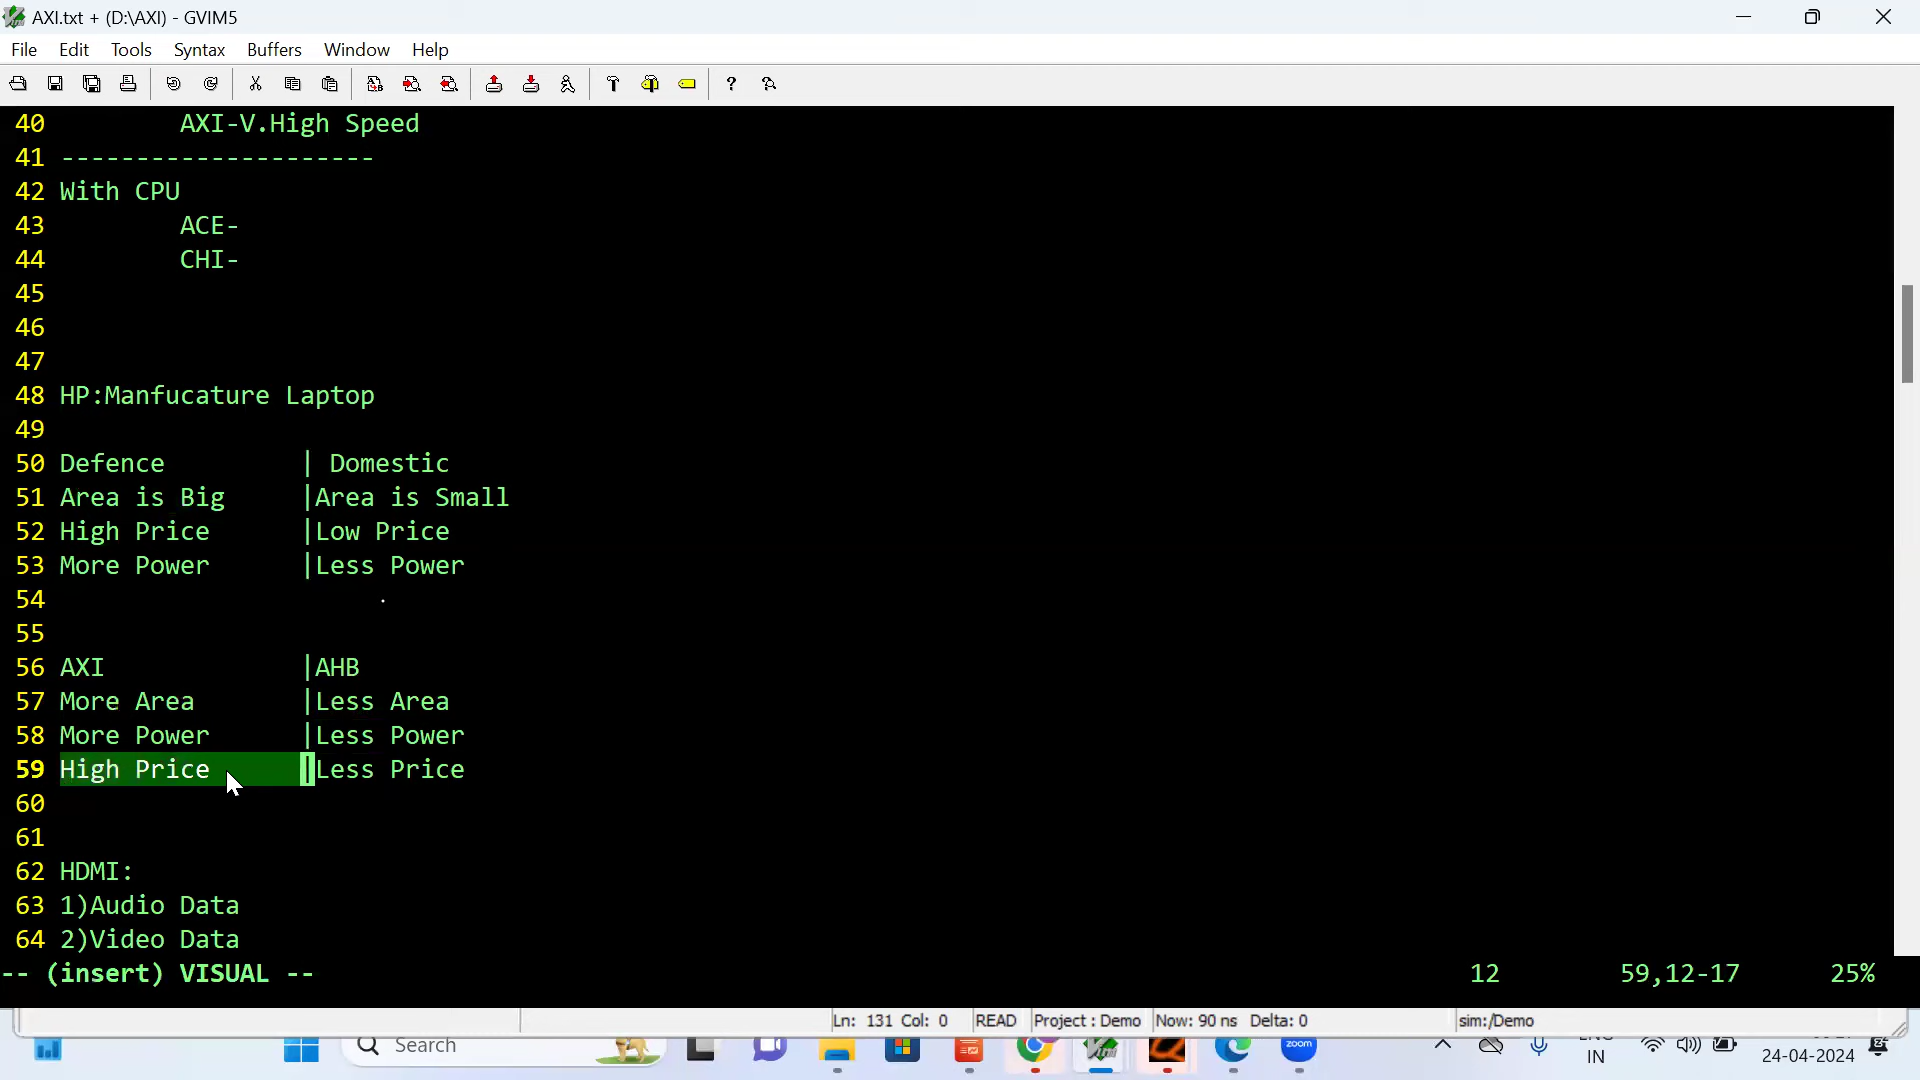 AXI.txt + (D:\AXI) - GVIM5
File Edit Tools Syntax Buffers Window Help
40 AXI-V.High Speed
41 ---------------------
42 With CPU
43 ACE-
44 CHI-
45
46
47
48 HP:Manfucature Laptop
49
50 Defence | Domestic
51 Area is Big |Area is Small
52 High Price |Low Price
53 More Power |Less Power
54 .
55
56 AXI |AHB
57 More Area |Less Area
58 More Power |Less Power
59 High Price |Less Price
60
61
62 HDMI:
63 1)Audio Data
64 2)Video Data
-- (insert) VISUAL -- 12 59,12-17 25%
Ln: 131 Col: 0 READ Project : Demo Now: 90 ns Delta: 0 sim:/Demo
Search zoom IN 24-04-2024